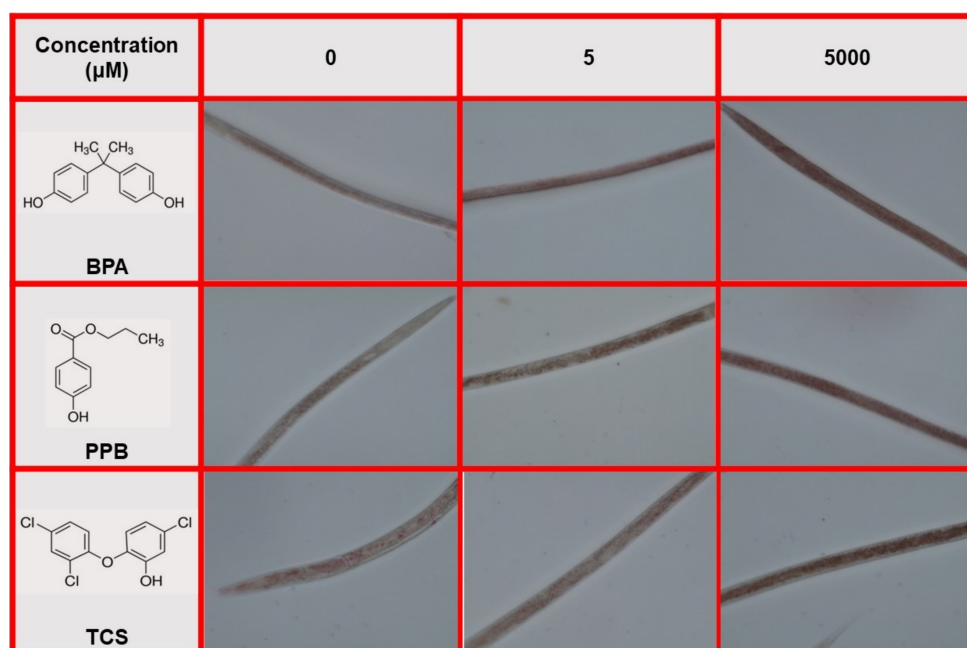 Concentration
(µM)
0
5
5000
H₃C CH₃
HO OH
BPA
O
O CH₃
OH
PPB
Cl Cl
O
Cl OH
TCS